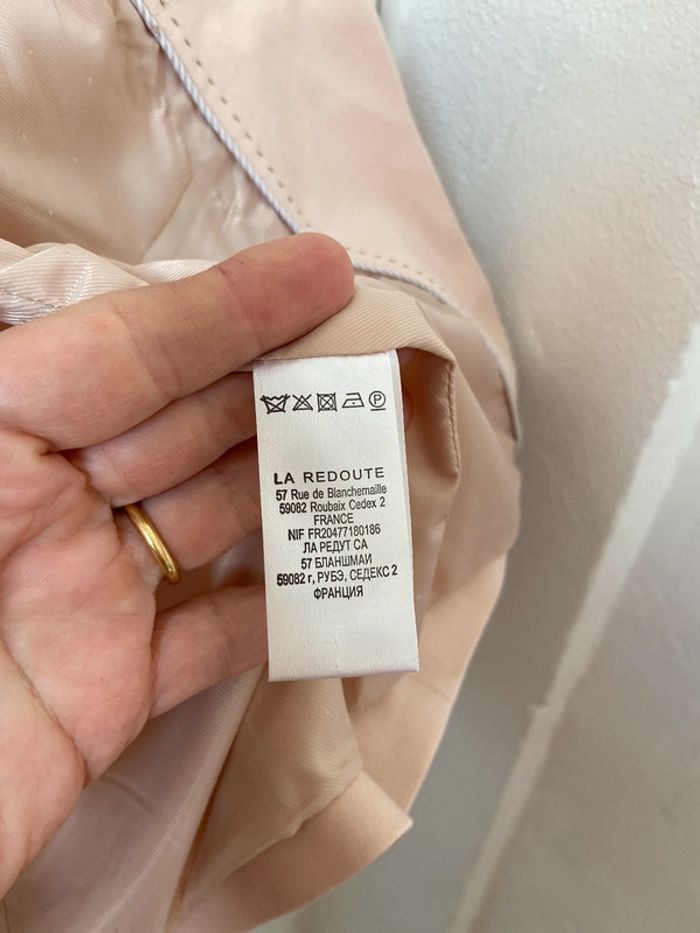 P
LA REDOUTE
57 Rue de Blanchemaille
59082 Roubaix Cedex 2
FRANCE
NIF FR20477180186
ЛА РЕДУТ СА
57 БЛАНШМАИ
59082 г, РУБЭ, СЕДЕКС 2
ФРАНЦИЯ